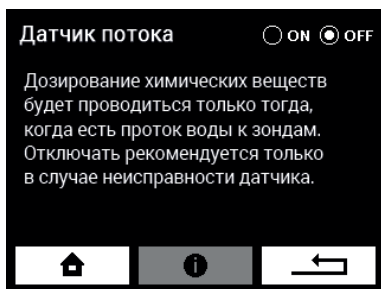 Датчик потока ON OFF
Дозирование химических веществ
будет проводиться только тогда,
когда есть проток воды к зондам.
Отключать рекомендуется только
в случае неисправности датчика.